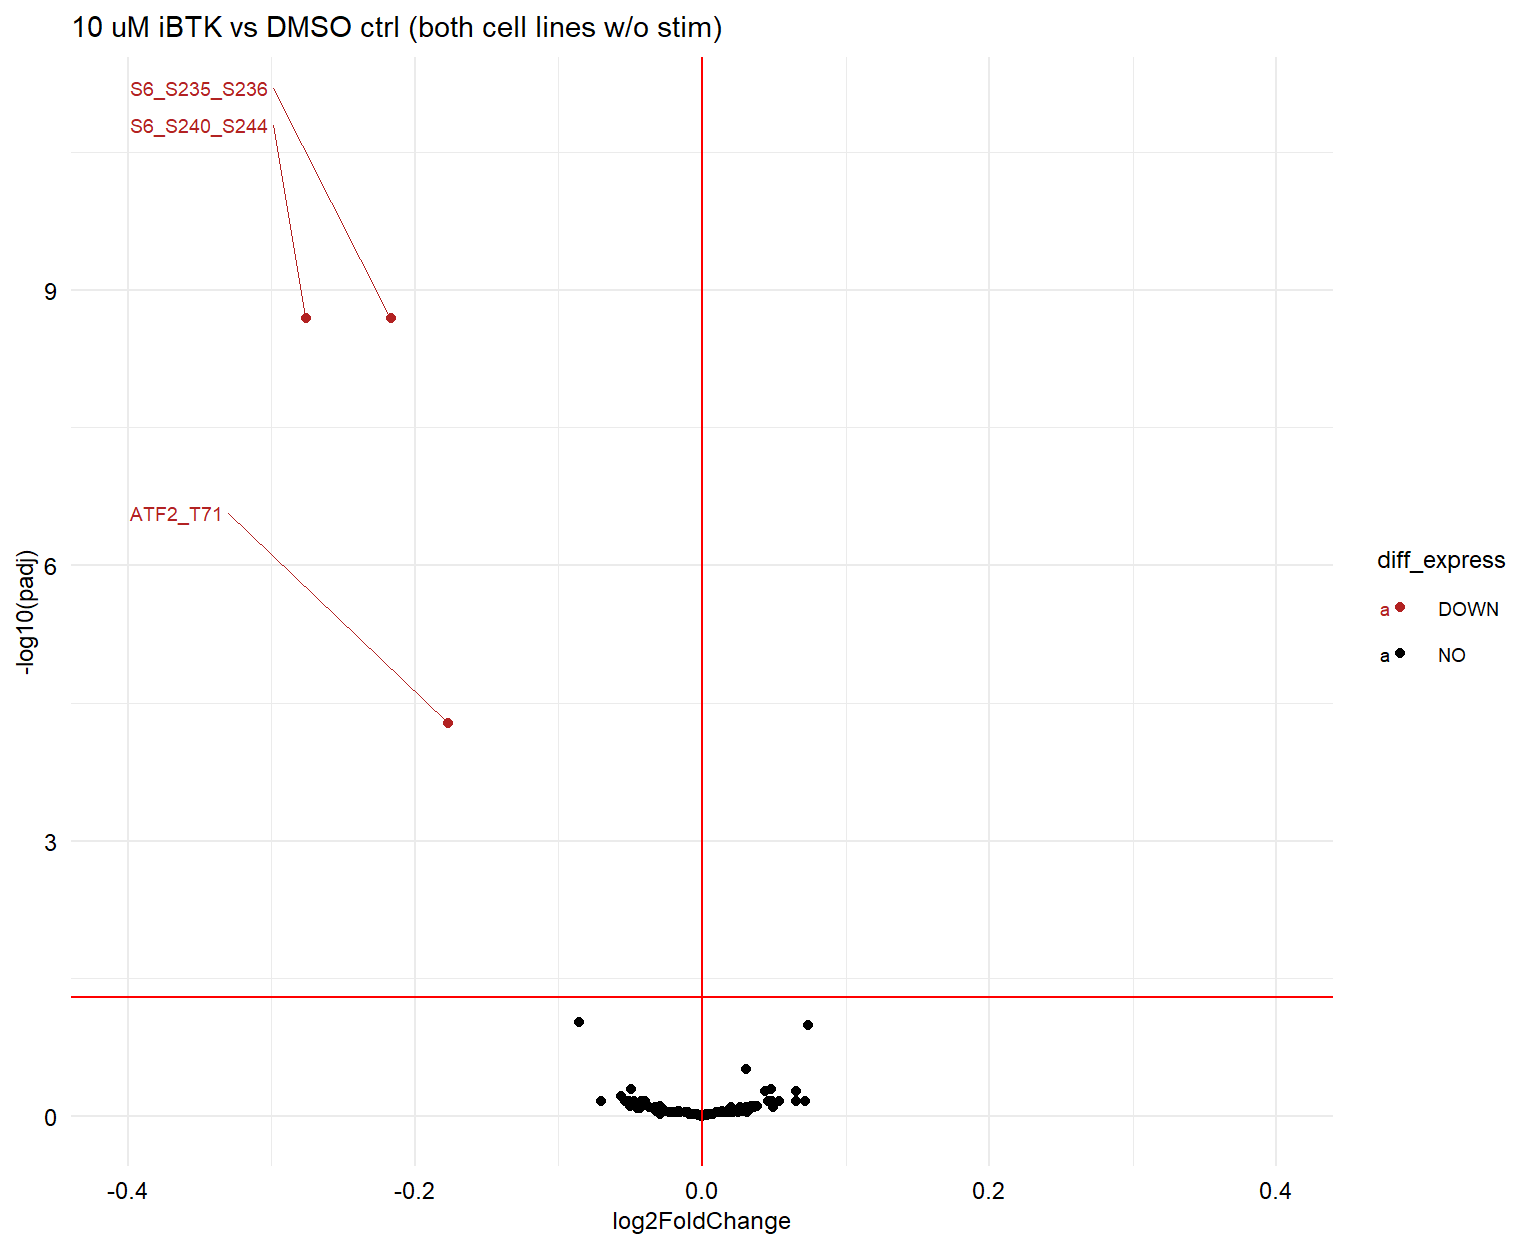 10 uM iBTK vs DMSO ctrl (both cell lines w/o stim)
S6_S235_S236
S6_S240_S244
9
ATF2_T71
6
-log10(padj)
3
0
-0.4 -0.2 0.0 0.2 0.4
log2FoldChange
diff_express
a DOWN
a NO